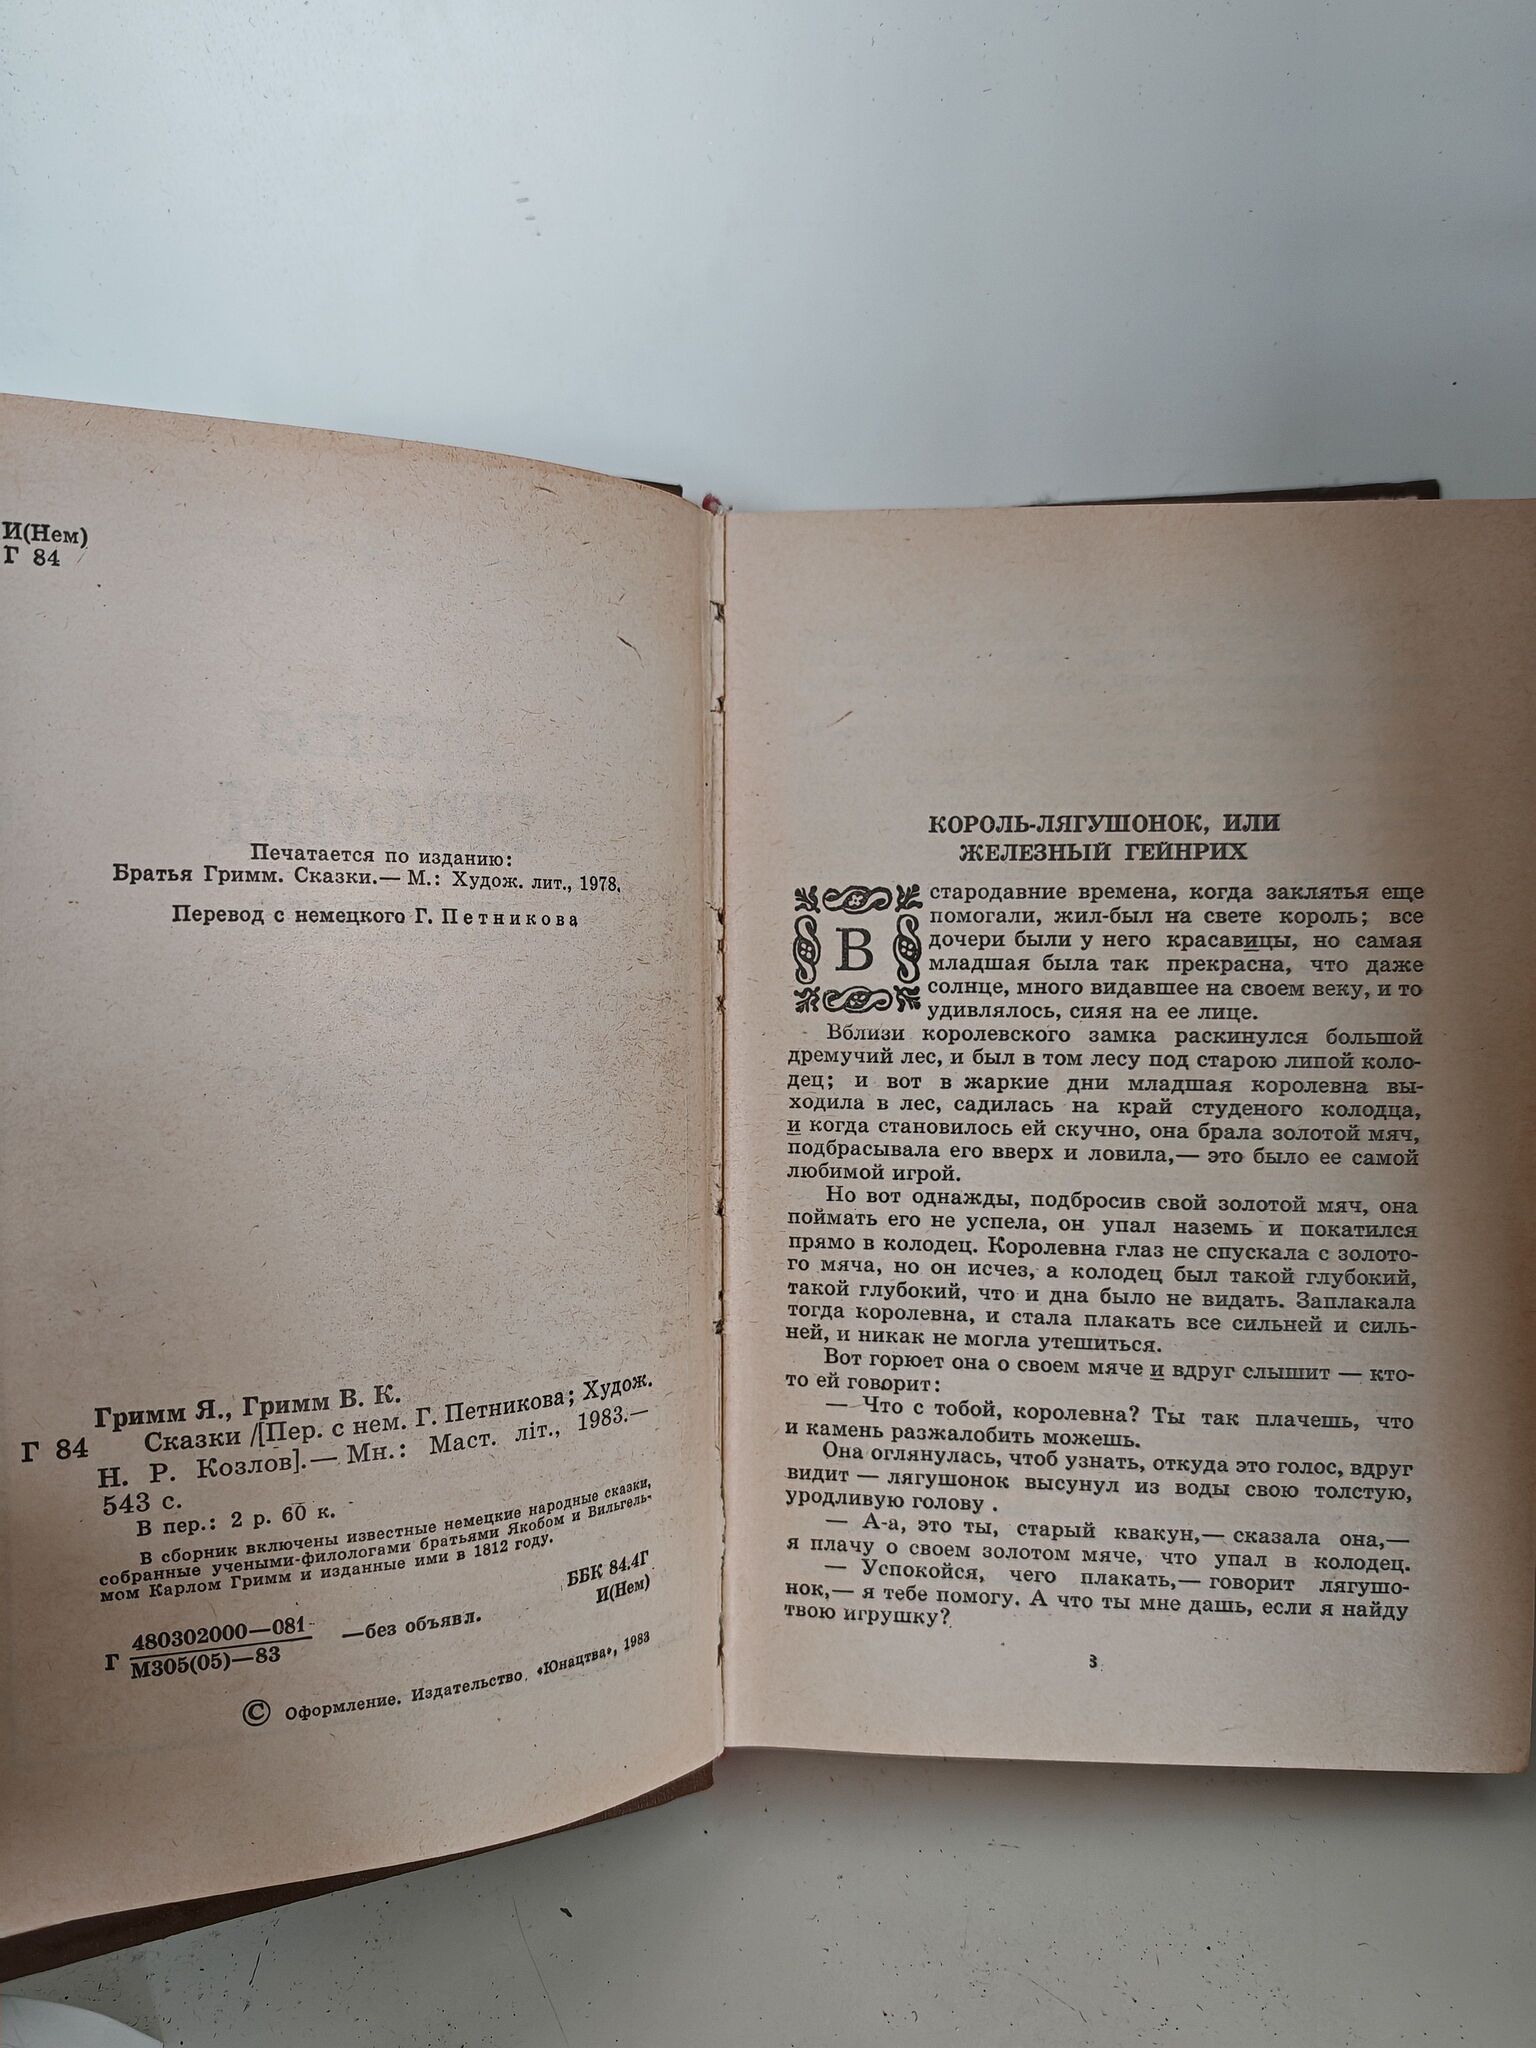 И(Нем)
Г 84
Печатается по изданию:
Братья Гримм. Сказки.— М.: Худож. лит., 1978.
Перевод с немецкого Г. Петникова
Гримм Я., Гримм В. К.
Г 84 Сказки /[Пер. с нем. Г. Петникова; Худож.
Н. Р. Козлов].— Мн.: Маст. літ., 1983.—
543 с.
В пер.: 2 р. 60 к.
В сборник включены известные немецкие народные сказки,
собранные учеными-филологами братьями Якобом и Вильгель-
мом Карлом Гримм и изданные ими в 1812 году.
Г 480302000—081 —без объявл.
М305(05)—83
ББК 84.4Г
И(Нем)
© Оформление. Издательство «Юнацтва», 1983
КОРОЛЬ-ЛЯГУШОНОК, ИЛИ
ЖЕЛЕЗНЫЙ ГЕЙНРИХ
В стародавние времена, когда заклятья еще
помогали, жил-был на свете король; все
дочери были у него красавицы, но самая
младшая была так прекрасна, что даже
солнце, много видавшее на своем веку, и то
удивлялось, сияя на ее лице.
Вблизи королевского замка раскинулся большой
дремучий лес, и был в том лесу под старою липой коло-
дец; и вот в жаркие дни младшая королевна вы-
ходила в лес, садилась на край студеного колодца,
и когда становилось ей скучно, она брала золотой мяч,
подбрасывала его вверх и ловила,— это было ее самой
любимой игрой.
Но вот однажды, подбросив свой золотой мяч, она
поймать его не успела, он упал наземь и покатился
прямо в колодец. Королевна глаз не спускала с золото-
го мяча, но он исчез, а колодец был такой глубокий,
такой глубокий, что и дна было не видать. Заплакала
тогда королевна, и стала плакать все сильней и силь-
ней, и никак не могла утешиться.
Вот горюет она о своем мяче и вдруг слышит — кто-
то ей говорит:
— Что с тобой, королевна? Ты так плачешь, что
и камень разжалобить можешь.
Она оглянулась, чтоб узнать, откуда это голос, вдруг
видит — лягушонок высунул из воды свою толстую,
уродливую голову .
— А-а, это ты, старый квакун,— сказала она,—
я плачу о своем золотом мяче, что упал в колодец.
— Успокойся, чего плакать,— говорит лягушо-
нок,— я тебе помогу. А что ты мне дашь, если я найду
твою игрушку?
3